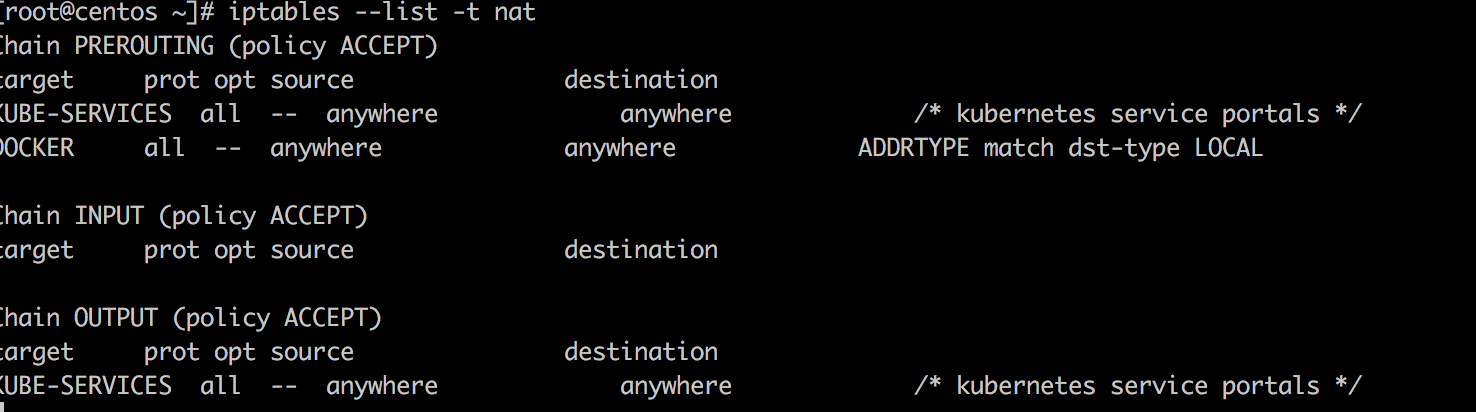 [root@centos ~]# iptables --list -t nat
Chain PREROUTING (policy ACCEPT)
target     prot opt source               destination
KUBE-SERVICES  all  --  anywhere             anywhere             /* kubernetes service portals */
DOCKER     all  --  anywhere             anywhere             ADDRTYPE match dst-type LOCAL
Chain INPUT (policy ACCEPT)
target     prot opt source               destination
Chain OUTPUT (policy ACCEPT)
target     prot opt source               destination
KUBE-SERVICES  all  --  anywhere             anywhere             /* kubernetes service portals */